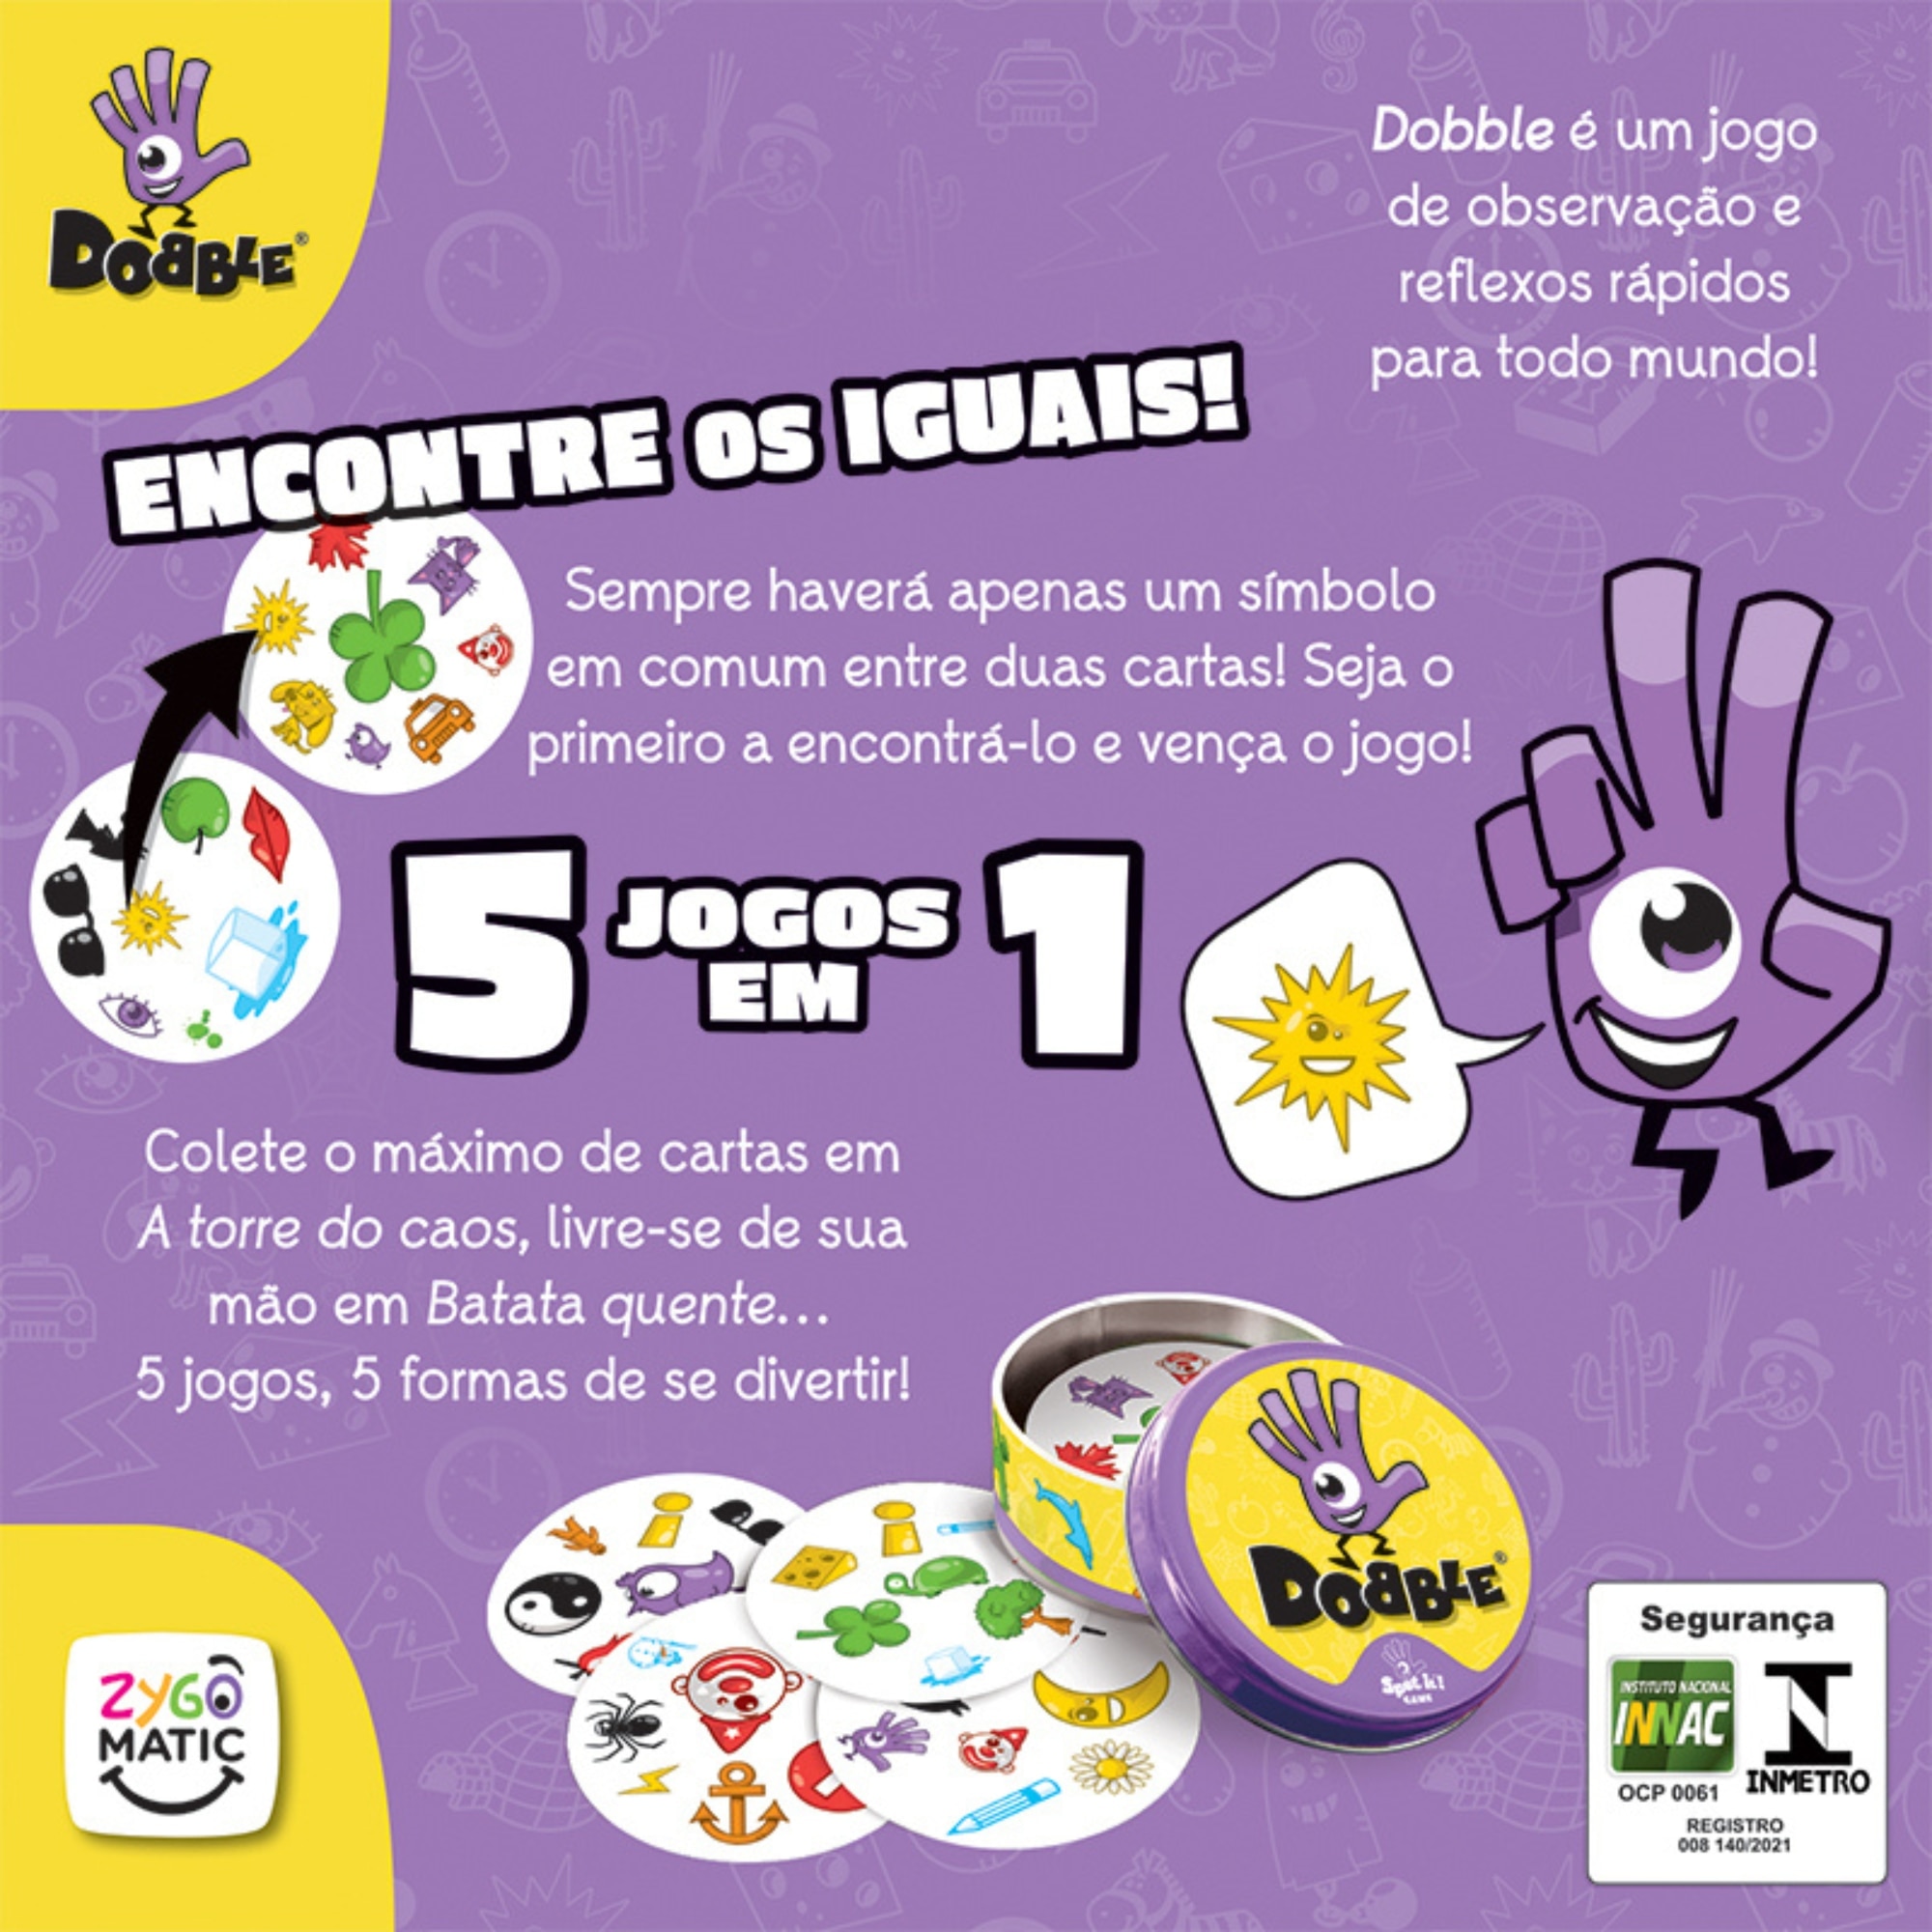 DOBBLE®
Dobble é um jogo
de observação e
reflexos rápidos
para todo mundo!
ENCONTRE OS IGUAIS!
Sempre haverá apenas um símbolo
em comum entre duas cartas! Seja o
primeiro a encontrá-lo e vença o jogo!
5 JOGOS EM 1
Colete o máximo de cartas em
A torre do caos, livre-se de sua
mão em Batata quente...
5 jogos, 5 formas de se divertir!
DOBBLE®
Spot it!
GAME
ZYGO
MATIC
Segurança
INSTITUTO NACIONAL
INNAC
OCP 0061
INMETRO
REGISTRO
008 140/2021